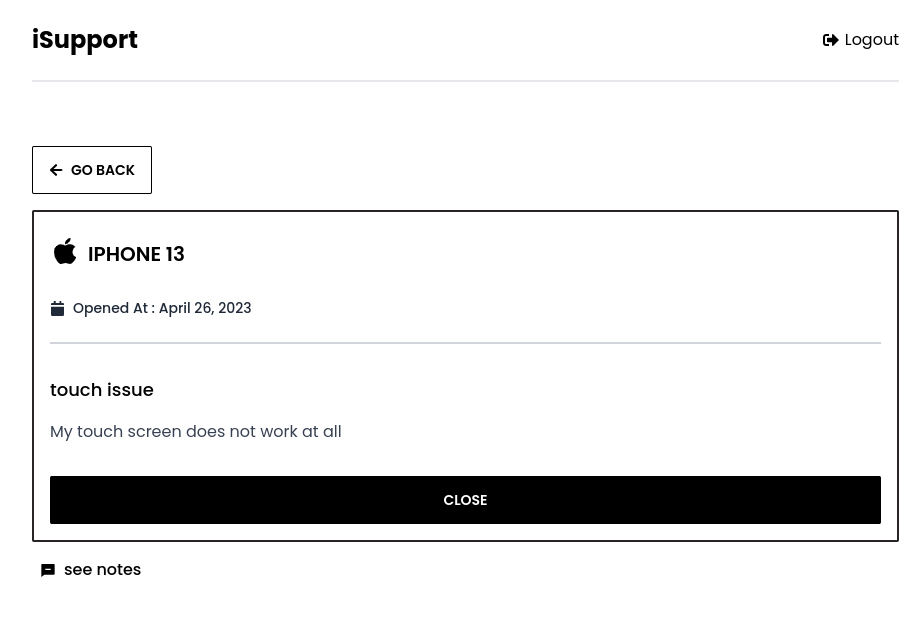 iSupport
Logout
GO BACK
IPHONE 13
Opened At : April 26, 2023
touch issue
My touch screen does not work at all
CLOSE
see notes